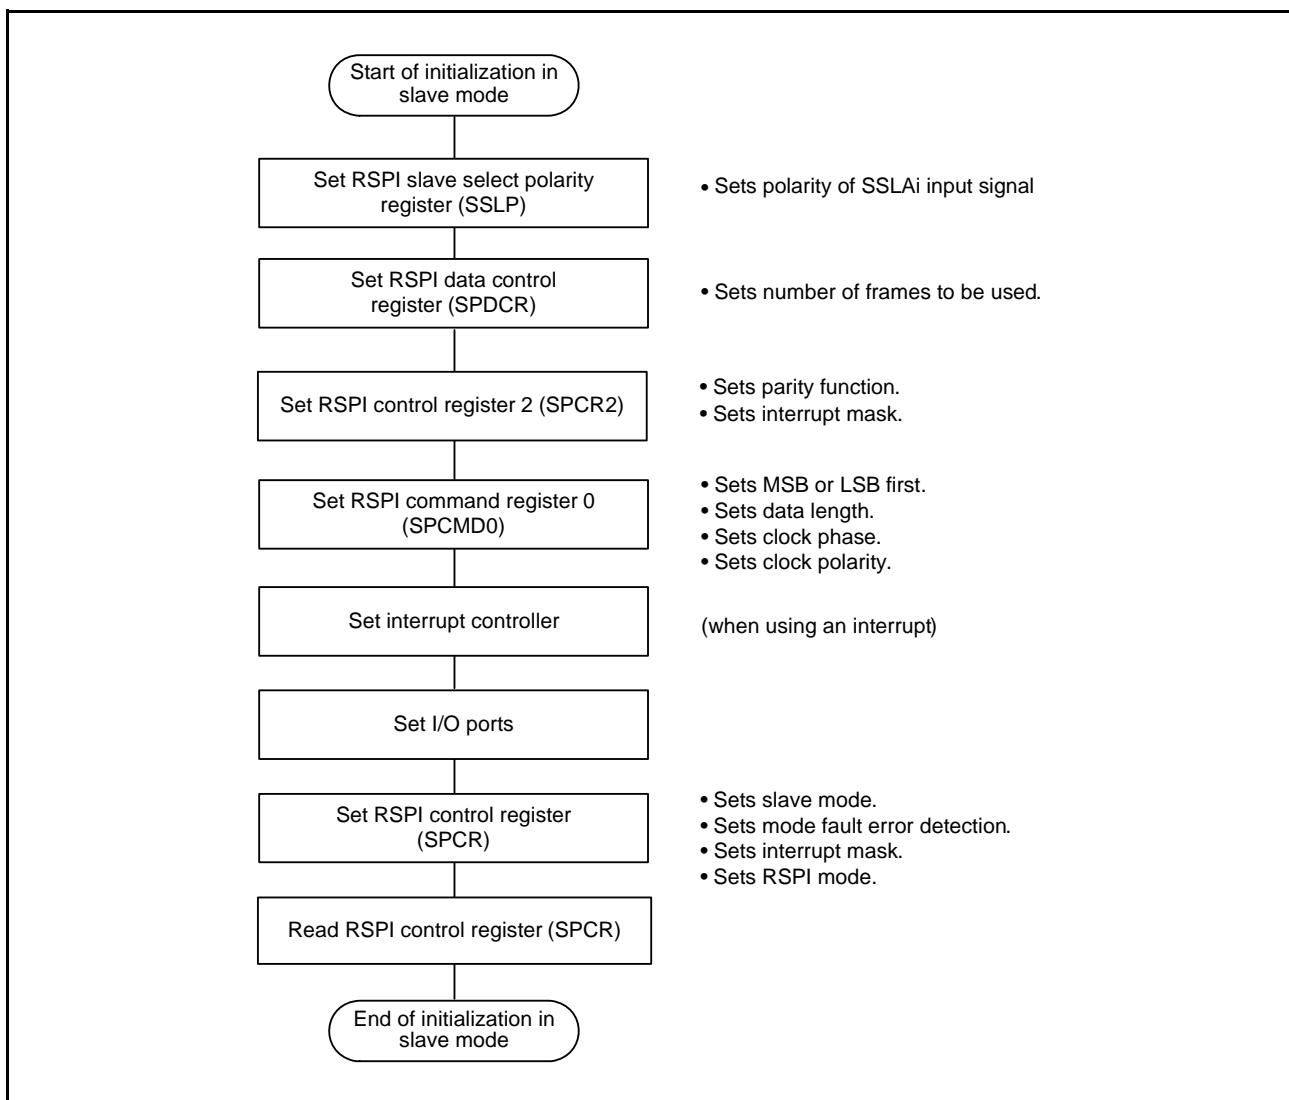 Start of initialization in
slave mode
Set RSPI slave select polarity
register (SSLP)
• Sets polarity of SSLAi input signal
Set RSPI data control
register (SPDCR)
• Sets number of frames to be used.
Set RSPI control register 2 (SPCR2)
• Sets parity function.
• Sets interrupt mask.
Set RSPI command register 0
(SPCMD0)
• Sets MSB or LSB first.
• Sets data length.
• Sets clock phase.
• Sets clock polarity.
Set interrupt controller
(when using an interrupt)
Set I/O ports
Set RSPI control register
(SPCR)
• Sets slave mode.
• Sets mode fault error detection.
• Sets interrupt mask.
• Sets RSPI mode.
Read RSPI control register (SPCR)
End of initialization in
slave mode